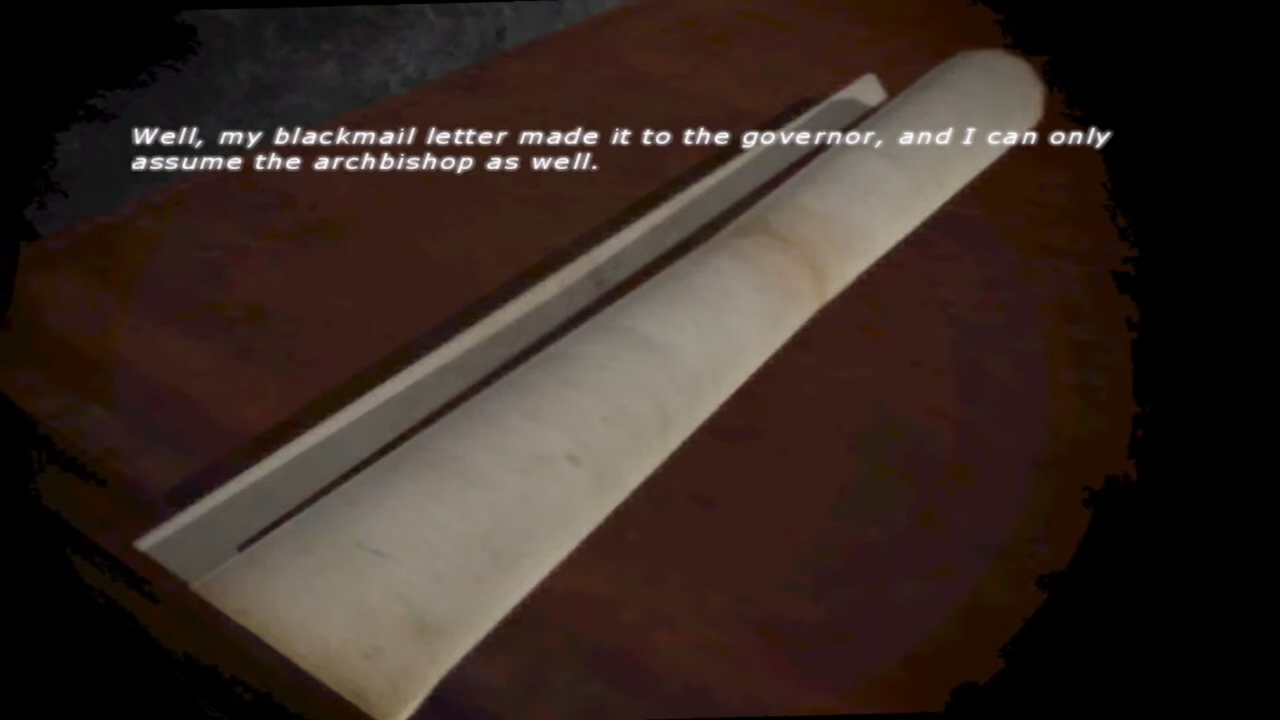 Well, my blackmail letter made it to the governor, and I can only
assume the archbishop as well.